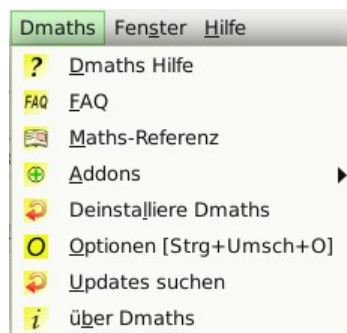 Dmaths Fenster Hilfe
? Dmaths Hilfe
FAQ FAQ
Maths-Referenz
Addons
Deinstalliere Dmaths
O Optionen [Strg+Umsch+O]
Updates suchen
i über Dmaths